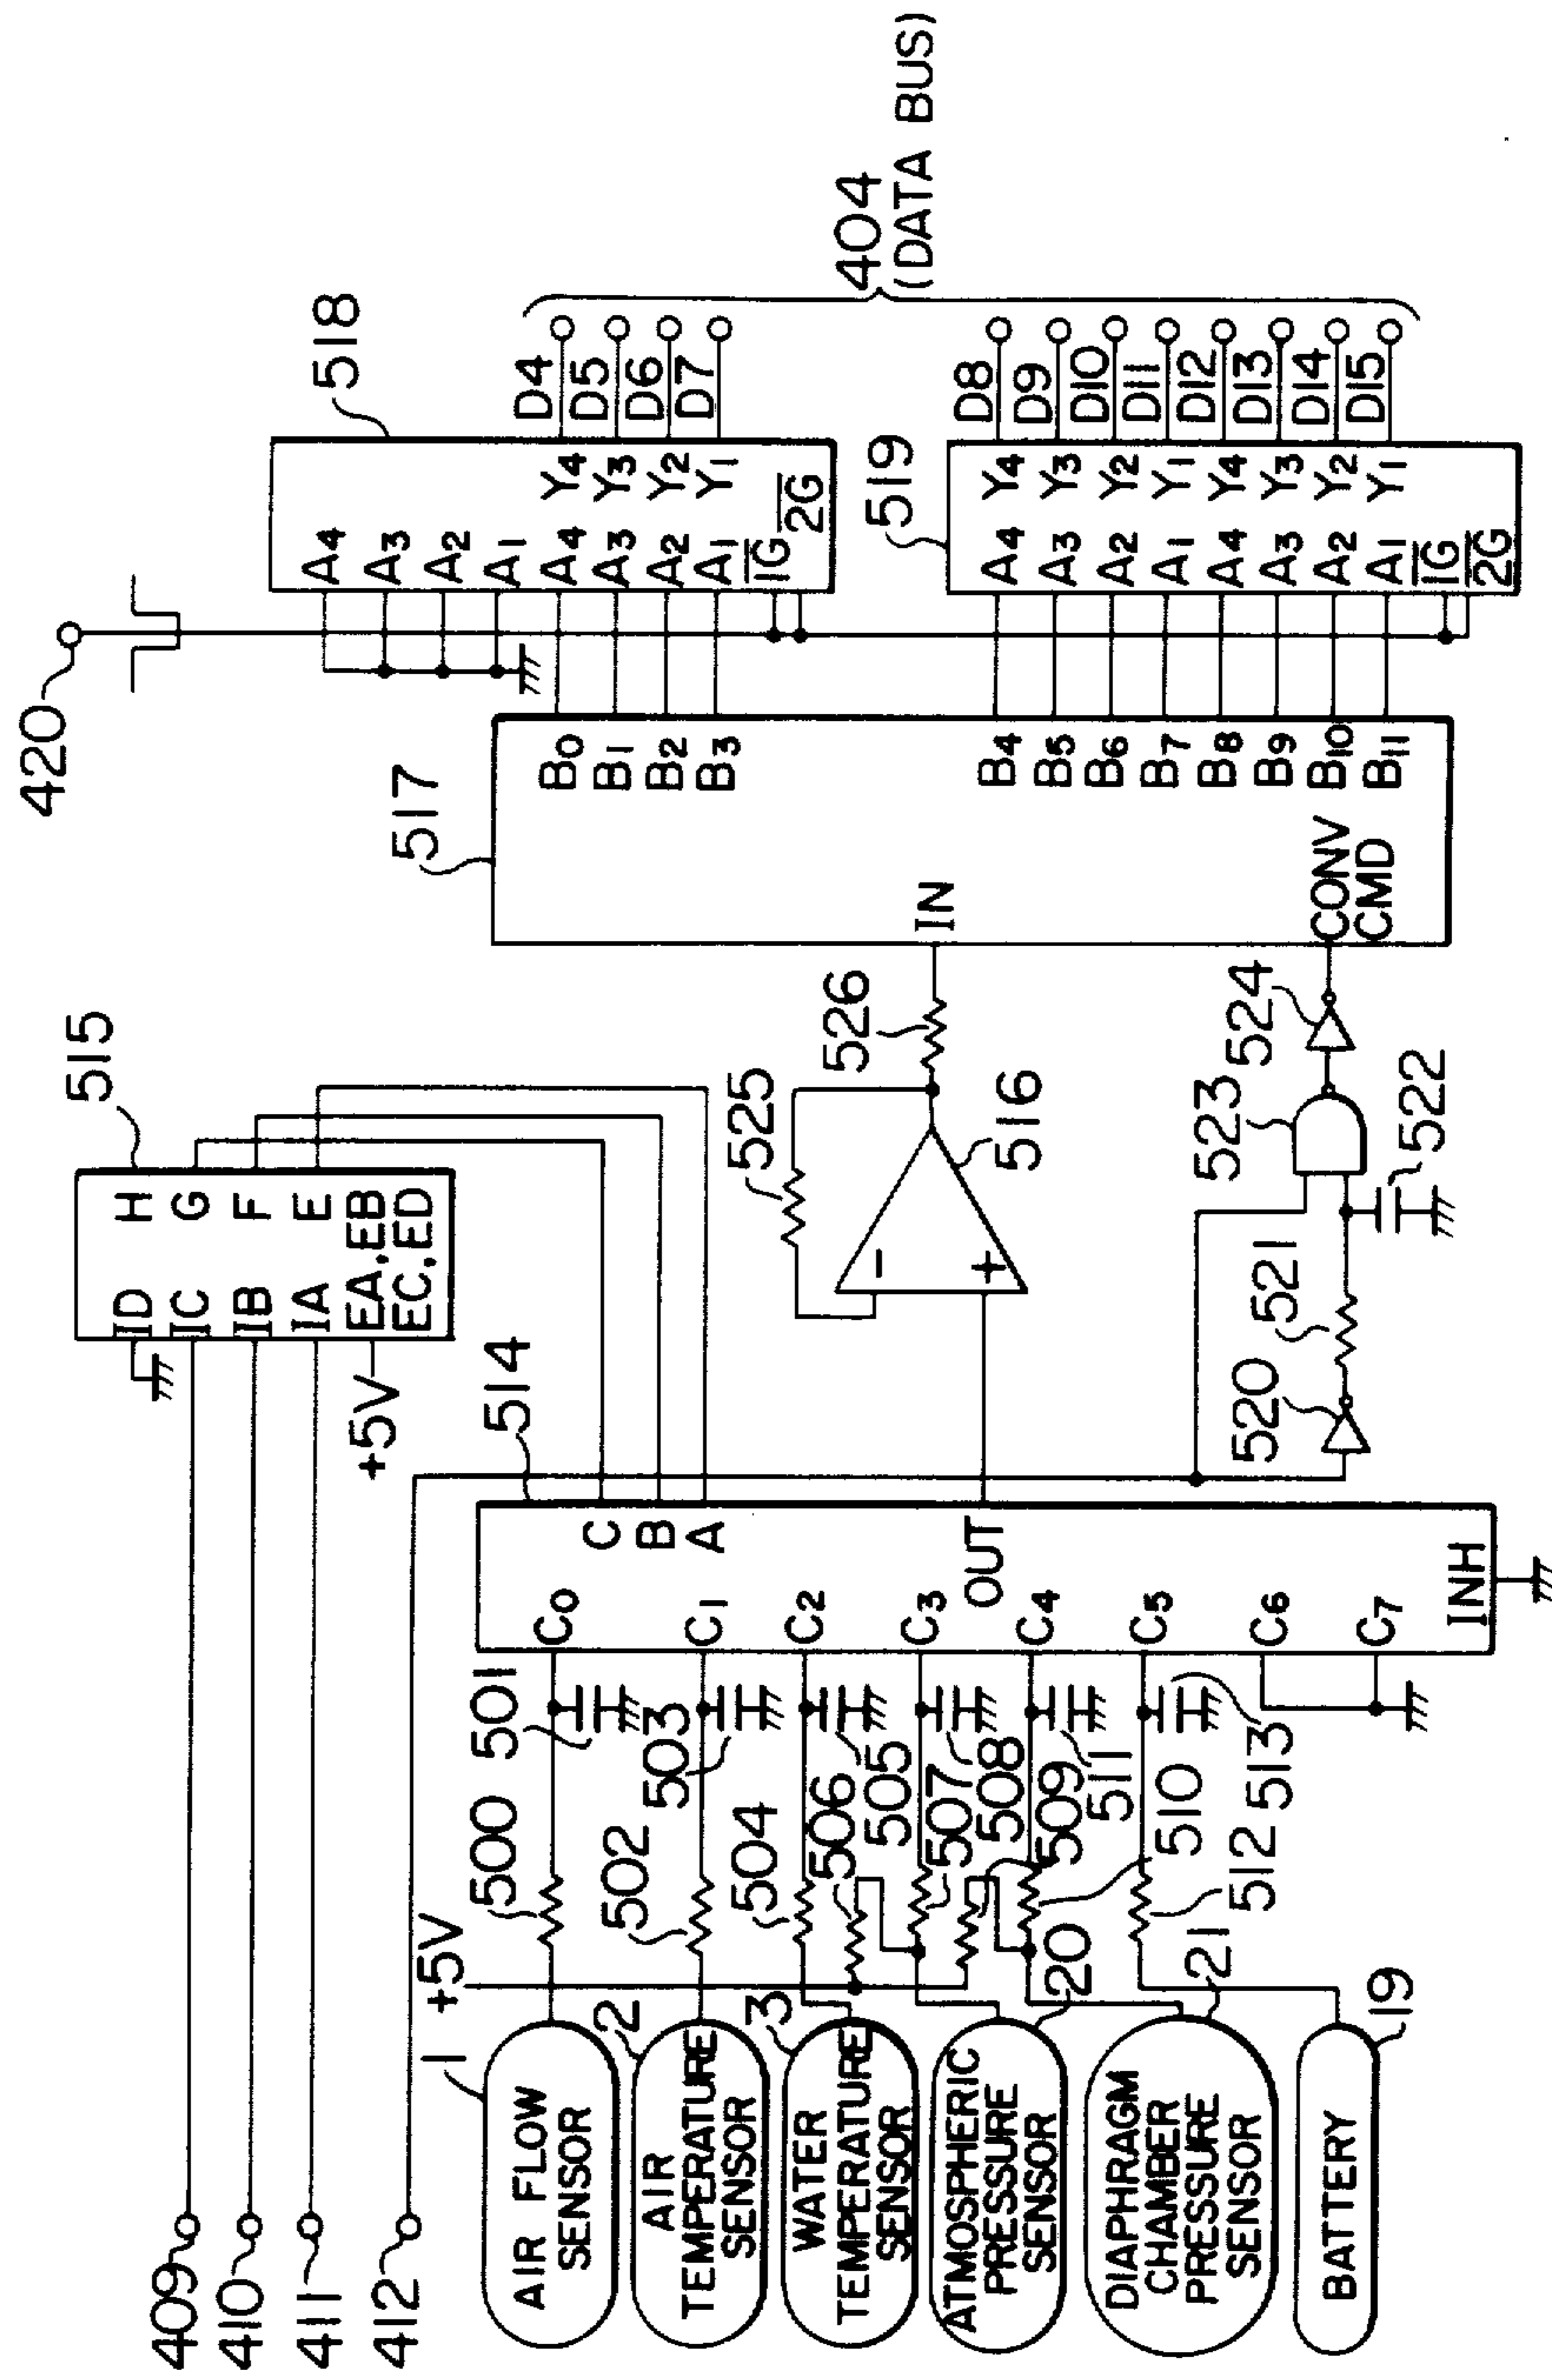 409
410
411
412
1
AIR FLOW
SENSOR
2
AIR
TEMPERATURE
SENSOR
3
WATER
TEMPERATURE
SENSOR
ATMOSPHERIC
PRESSURE
SENSOR
20
DIAPHRAGM
CHAMBER
PRESSURE
SENSOR
21
BATTERY
19
+5V
500
501
502
503
504
505
506
507
508
509
510
511
512
513
514
C0
C1
C2
C3
C4
C5
C6
C7
C
B
A
OUT
INH
515
ID H
IC G
IB F
IA E
EA,EB
EC,ED
+5V
525
526
516
-
+
520
521
522
523
524
517
IN
CONV
CMD
B0
B1
B2
B3
B4
B5
B6
B7
B8
B9
B10
B11
420
518
A4
A3
A2
A1
A4 Y4
A3 Y3
A2 Y2
A1 Y1
1G
2G
D4
D5
D6
D7
519
A4 Y4
A3 Y3
A2 Y2
A1 Y1
A4 Y4
A3 Y3
A2 Y2
A1 Y1
1G
2G
D8
D9
D10
D11
D12
D13
D14
D15
404
(DATA BUS)